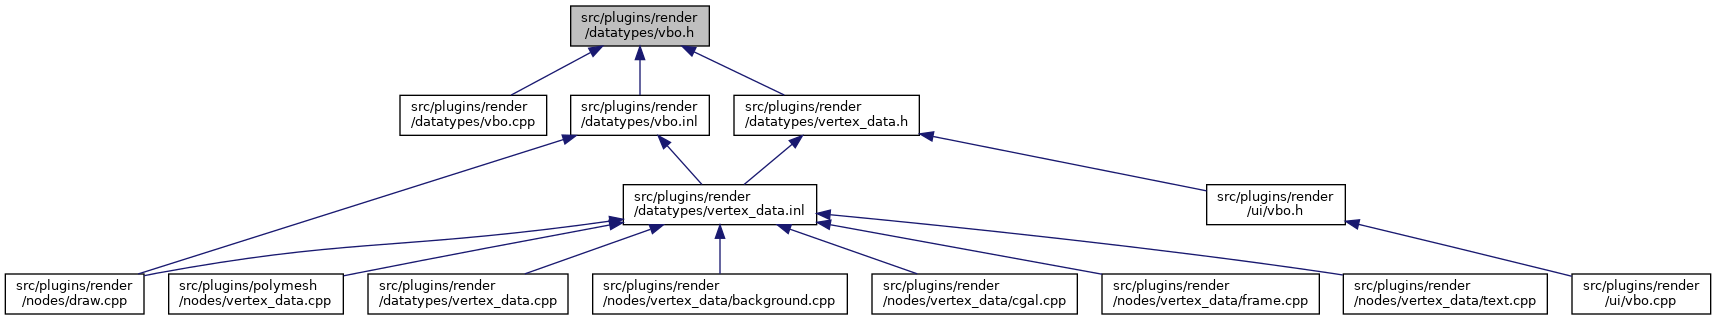 src/plugins/render
/datatypes/vbo.h
src/plugins/render
/datatypes/vbo.cpp
src/plugins/render
/datatypes/vbo.inl
src/plugins/render
/datatypes/vertex_data.h
src/plugins/render
/datatypes/vertex_data.inl
src/plugins/render
/ui/vbo.h
src/plugins/render
/nodes/draw.cpp
src/plugins/polymesh
/nodes/vertex_data.cpp
src/plugins/render
/datatypes/vertex_data.cpp
src/plugins/render
/nodes/vertex_data/background.cpp
src/plugins/render
/nodes/vertex_data/cgal.cpp
src/plugins/render
/nodes/vertex_data/frame.cpp
src/plugins/render
/nodes/vertex_data/text.cpp
src/plugins/render
/ui/vbo.cpp